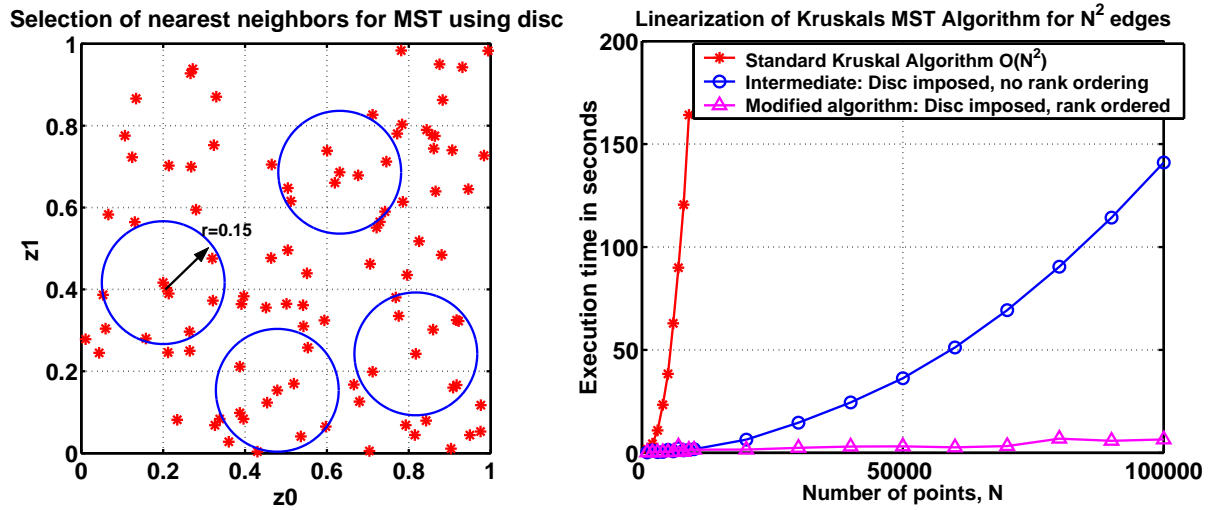 Selection of nearest neighbors for MST using disc
1
0.8
0.6
0.4
0.2
0
z1
r=0.15
0 0.2 0.4 0.6 0.8 1
z0
Linearization of Kruskals MST Algorithm for N² edges
Standard Kruskal Algorithm O(N²)
Intermediate: Disc imposed, no rank ordering
Modified algorithm: Disc imposed, rank ordered
200
150
100
50
0
Execution time in seconds
0 50000 100000
Number of points, N